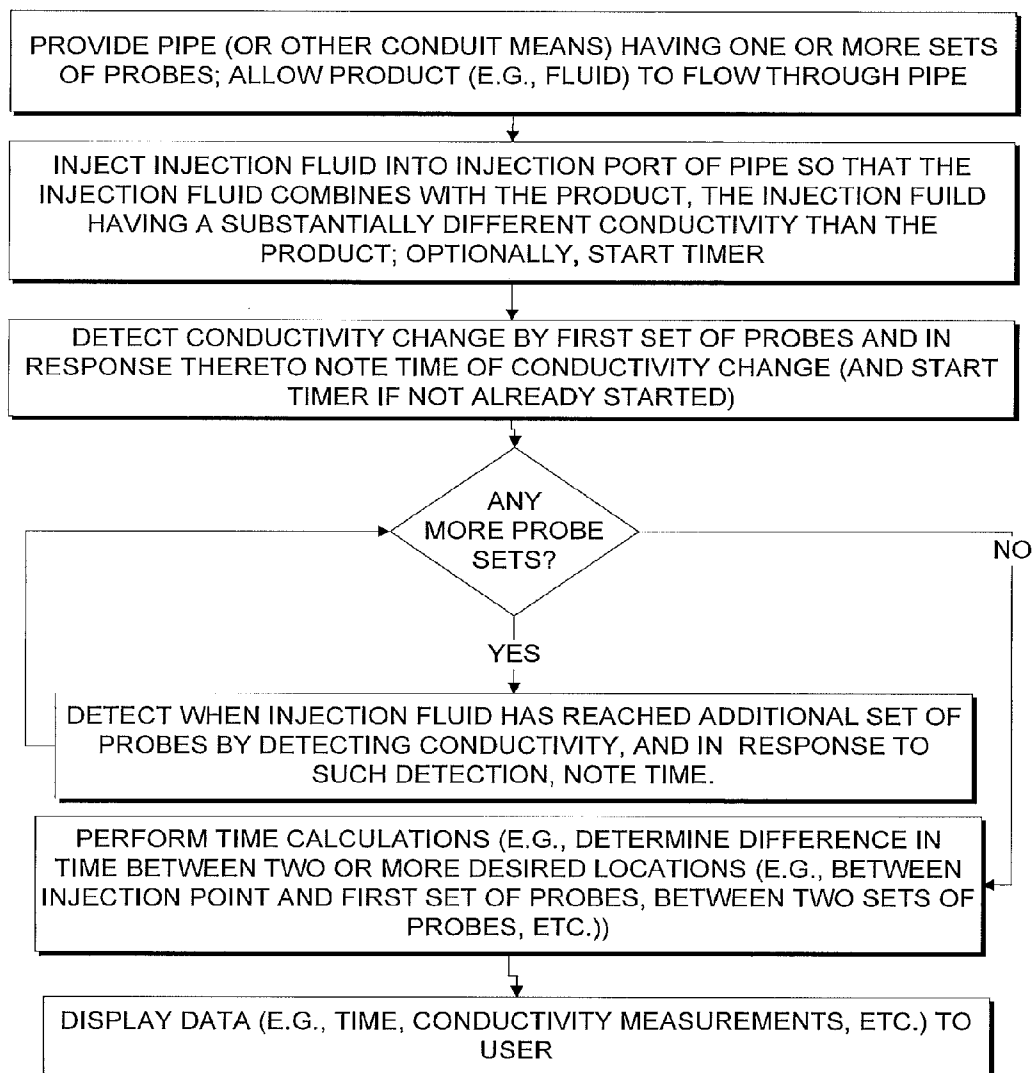 PROVIDE PIPE (OR OTHER CONDUIT MEANS) HAVING ONE OR MORE SETS
OF PROBES; ALLOW PRODUCT (E.G., FLUID) TO FLOW THROUGH PIPE
INJECT INJECTION FLUID INTO INJECTION PORT OF PIPE SO THAT THE
INJECTION FLUID COMBINES WITH THE PRODUCT, THE INJECTION FUILD
HAVING A SUBSTANTIALLY DIFFERENT CONDUCTIVITY THAN THE
PRODUCT; OPTIONALLY, START TIMER
DETECT CONDUCTIVITY CHANGE BY FIRST SET OF PROBES AND IN
RESPONSE THERETO NOTE TIME OF CONDUCTIVITY CHANGE (AND START
TIMER IF NOT ALREADY STARTED)
ANY
MORE PROBE
SETS?
NO
YES
DETECT WHEN INJECTION FLUID HAS REACHED ADDITIONAL SET OF
PROBES BY DETECTING CONDUCTIVITY, AND IN RESPONSE TO
SUCH DETECTION, NOTE TIME.
PERFORM TIME CALCULATIONS (E.G., DETERMINE DIFFERENCE IN
TIME BETWEEN TWO OR MORE DESIRED LOCATIONS (E.G., BETWEEN
INJECTION POINT AND FIRST SET OF PROBES, BETWEEN TWO SETS OF
PROBES, ETC.))
DISPLAY DATA (E.G., TIME, CONDUCTIVITY MEASUREMENTS, ETC.) TO
USER